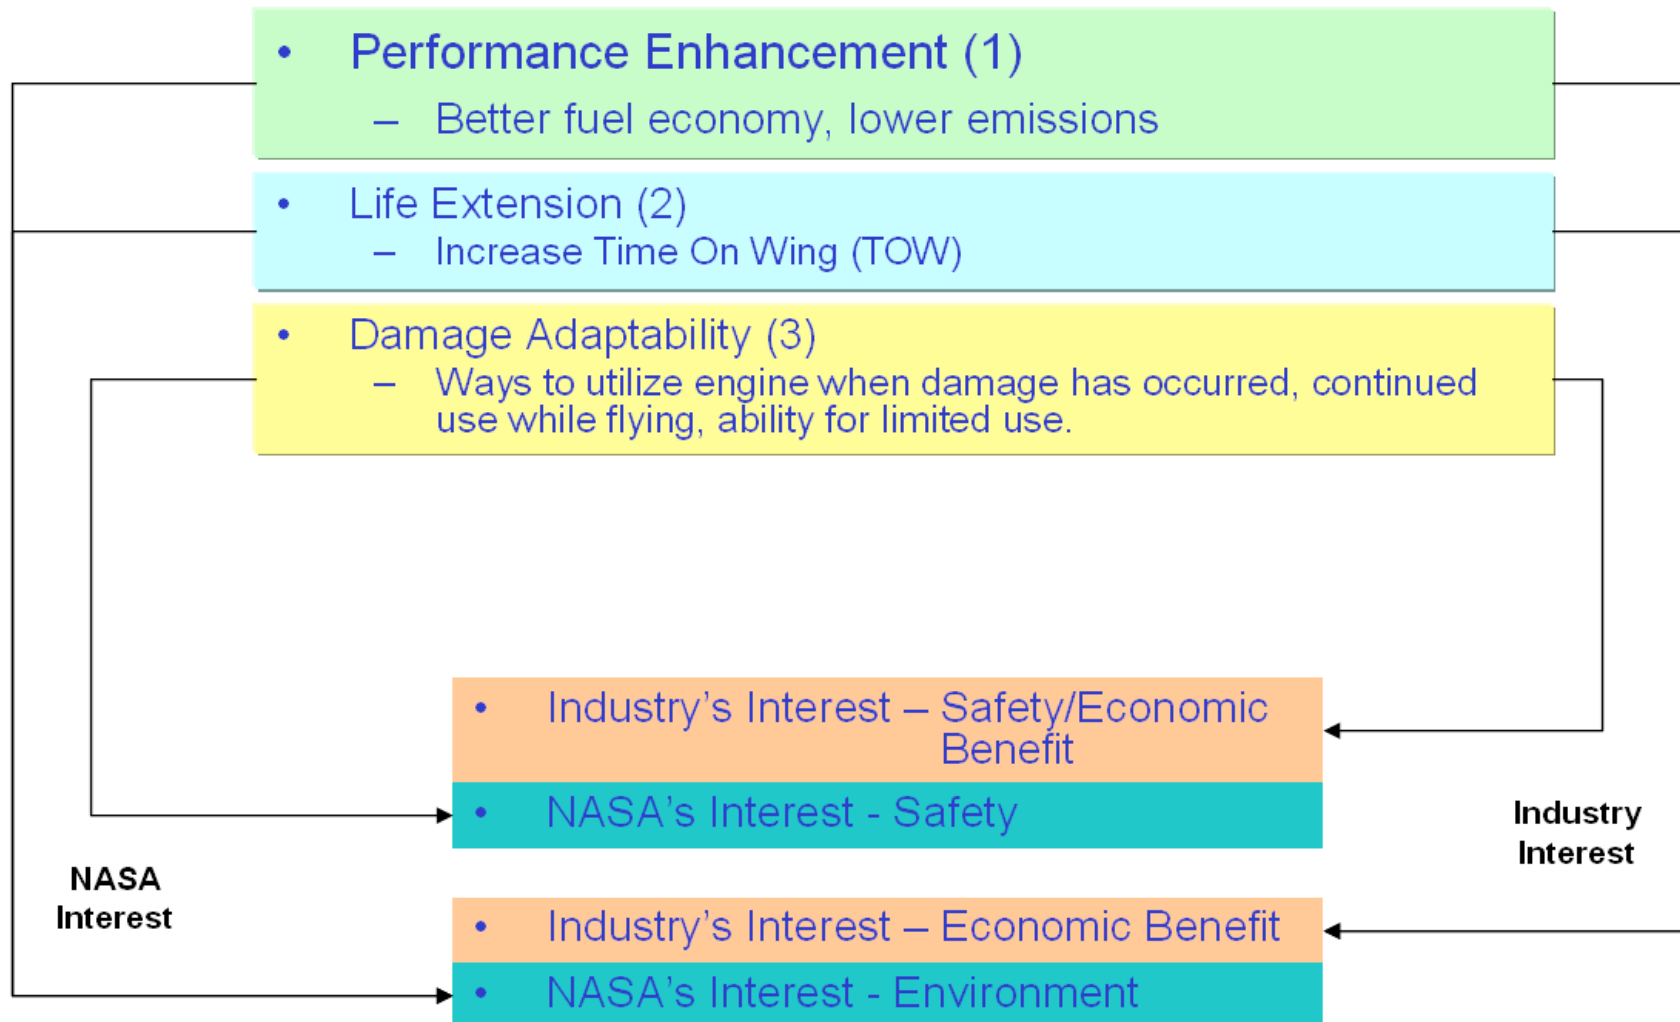 • Performance Enhancement (1)
– Better fuel economy, lower emissions
• Life Extension (2)
– Increase Time On Wing (TOW)
• Damage Adaptability (3)
– Ways to utilize engine when damage has occurred, continued
use while flying, ability for limited use.
• Industry’s Interest – Safety/Economic
Benefit
• NASA’s Interest - Safety
Industry
Interest
NASA
Interest
• Industry’s Interest – Economic Benefit
• NASA’s Interest - Environment